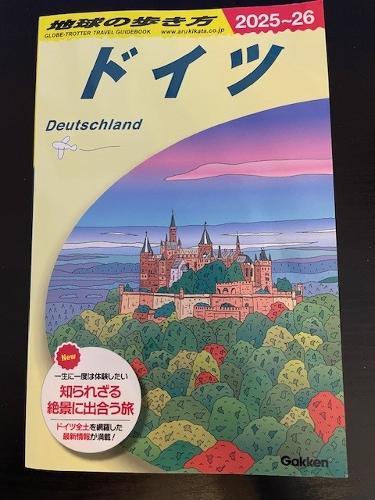 地球の歩き方
2025~26
GLOBE-TROTTER TRAVEL GUIDEBOOK
www.arukikata.co.jp
ドイツ
Deutschland
New
一生に一度は体験したい
知られざる
絶景に出合う旅
ドイツ全土を網羅した
最新情報が満載!
Gakken